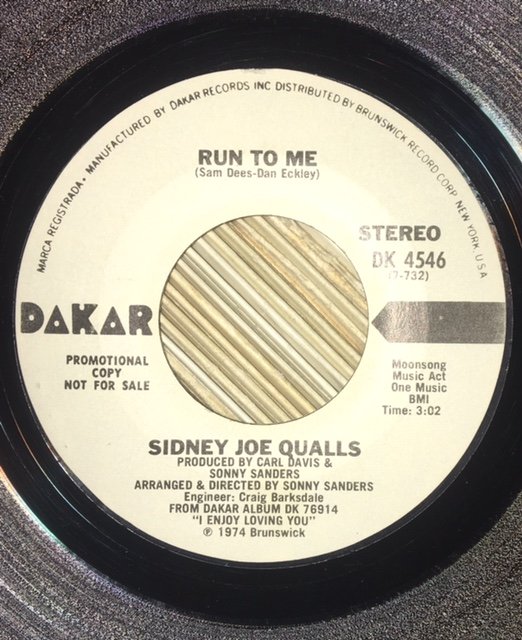 MARCA REGISTRADA • MANUFACTURED BY DAKAR RECORDS INC DISTRIBUTED BY BRUNSWICK RECORD CORP. NEW YORK, U.S.A
RUN TO ME
(Sam Dees-Dan Eckley)
STEREO
DK 4546
(7-732)
DAKAR
PROMOTIONAL
COPY
NOT FOR SALE
Moonsong
Music Act
One Music
BMI
Time: 3:02
SIDNEY JOE QUALLS
PRODUCED BY CARL DAVIS &
SONNY SANDERS
ARRANGED & DIRECTED BY SONNY SANDERS
Engineer: Craig Barksdale
FROM DAKAR ALBUM DK 76914
"I ENJOY LOVING YOU"
℗ 1974 Brunswick